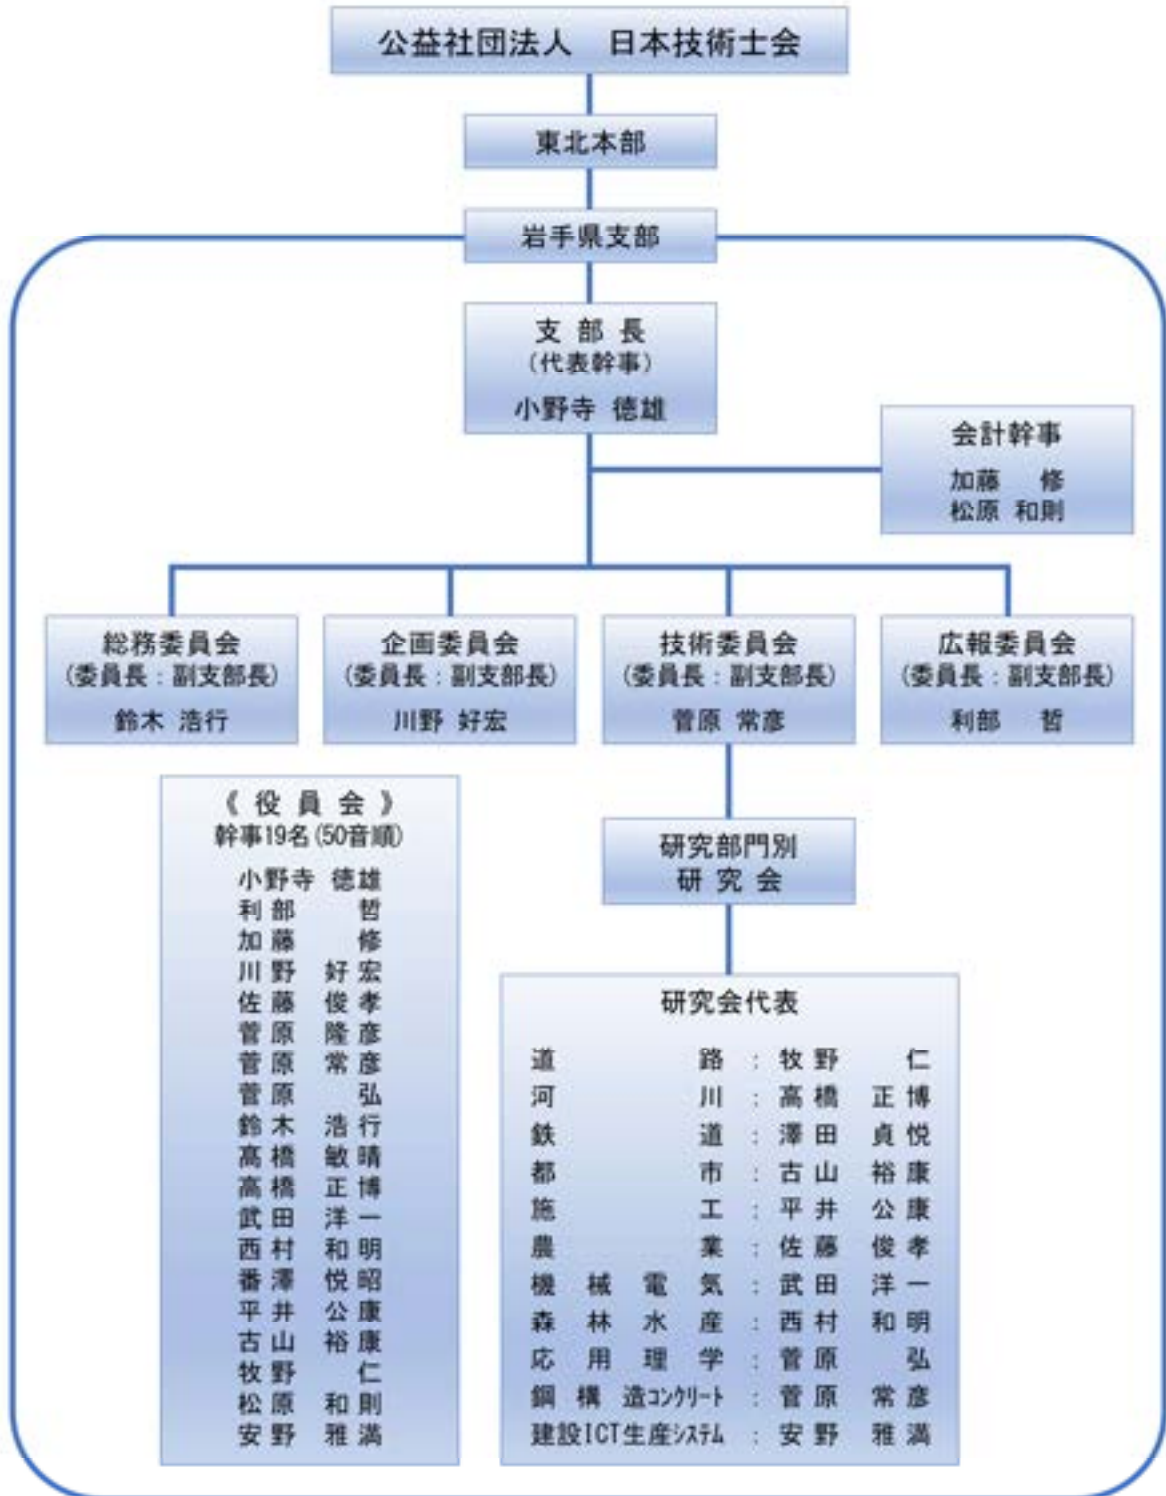 公益社団法人　日本技術士会
東北本部
岩手県支部
支部長
(代表幹事)
小野寺 徳雄
会計幹事
加藤　修
松原 和則
総務委員会
(委員長：副支部長)
鈴木 浩行
企画委員会
(委員長：副支部長)
川野 好宏
技術委員会
(委員長：副支部長)
菅原 常彦
広報委員会
(委員長：副支部長)
利部　哲
《役員会》
幹事19名(50音順)
小野寺 徳雄
利部　哲
加藤　修
川野 好宏
佐藤 俊孝
菅原 隆彦
菅原 常彦
菅原　弘
鈴木 浩行
高橋 敏晴
高橋 正博
武田 洋一
西村 和明
番澤 悦昭
平井 公康
古山 裕康
牧野　仁
松原 和則
安野 雅満
研究部門別
研究会
研究会代表
道路：牧野　仁
河川：高橋 正博
鉄道：澤田 貞悦
都市：古山 裕康
施工：平井 公康
農業：佐藤 俊孝
機械電気：武田 洋一
森林水産：西村 和明
応用理学：菅原　弘
鋼構造ｺﾝｸﾘｰﾄ：菅原 常彦
建設ICT生産ｼｽﾃﾑ：安野 雅満